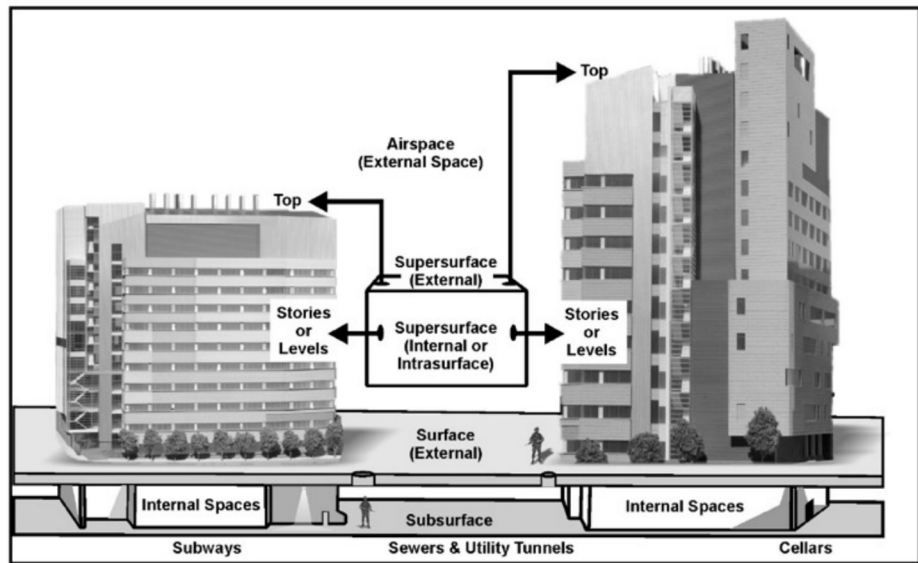 Top
Airspace
(External Space)
Top
Supersurface
(External)
Stories
or
Levels
Supersurface
(Internal or
Intrasurface)
Stories
or
Levels
Surface
(External)
Internal Spaces
Internal Spaces
Subsurface
Subways
Sewers & Utility Tunnels
Cellars